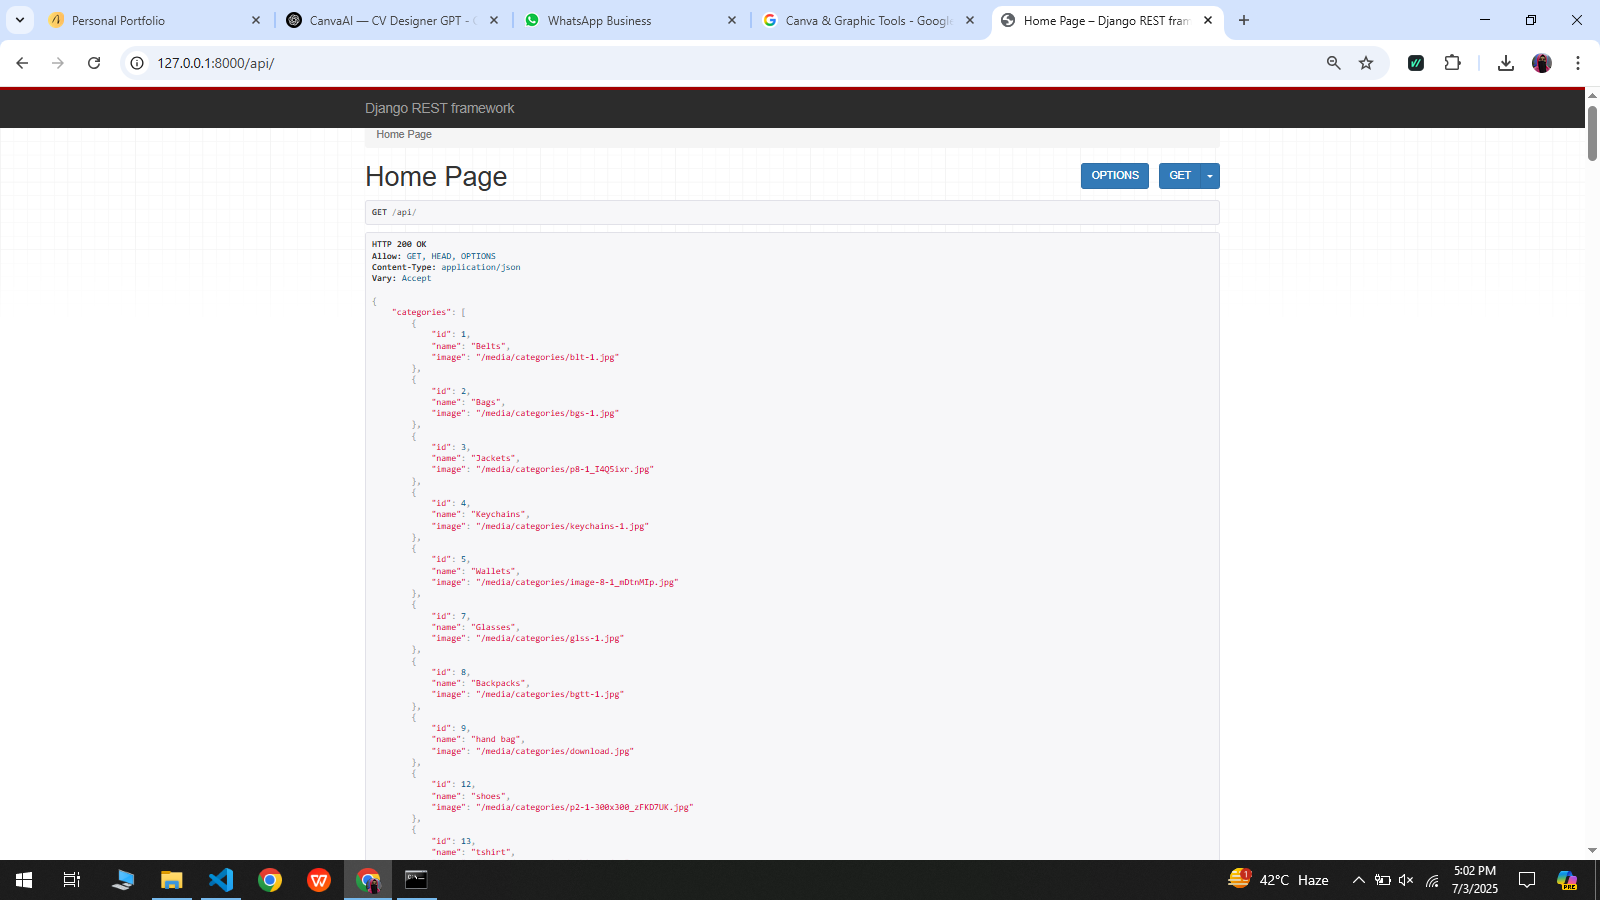 Personal Portfolio
CanvaAI — CV Designer GPT - 
WhatsApp Business
Canva & Graphic Tools - Google
Home Page – Django REST fram
127.0.0.1:8000/api/
Django REST framework
Home Page
Home Page
OPTIONS
GET
GET /api/
HTTP 200 OK
Allow: GET, HEAD, OPTIONS
Content-Type: application/json
Vary: Accept
{
"categories": [
{
"id": 1,
"name": "Belts",
"image": "/media/categories/blt-1.jpg"
},
{
"id": 2,
"name": "Bags",
"image": "/media/categories/bgs-1.jpg"
},
{
"id": 3,
"name": "Jackets",
"image": "/media/categories/p8-1_I4Q5ixr.jpg"
},
{
"id": 4,
"name": "Keychains",
"image": "/media/categories/keychains-1.jpg"
},
{
"id": 5,
"name": "Wallets",
"image": "/media/categories/image-8-1_mDtnMIp.jpg"
},
{
"id": 7,
"name": "Glasses",
"image": "/media/categories/glss-1.jpg"
},
{
"id": 8,
"name": "Backpacks",
"image": "/media/categories/bgtt-1.jpg"
},
{
"id": 9,
"name": "hand bag",
"image": "/media/categories/download.jpg"
},
{
"id": 12,
"name": "shoes",
"image": "/media/categories/p2-1-300x300_zFKD7UK.jpg"
},
{
"id": 13,
"name": "tshirt",
1
42°C Haze
5:02 PM
7/3/2025
PRE